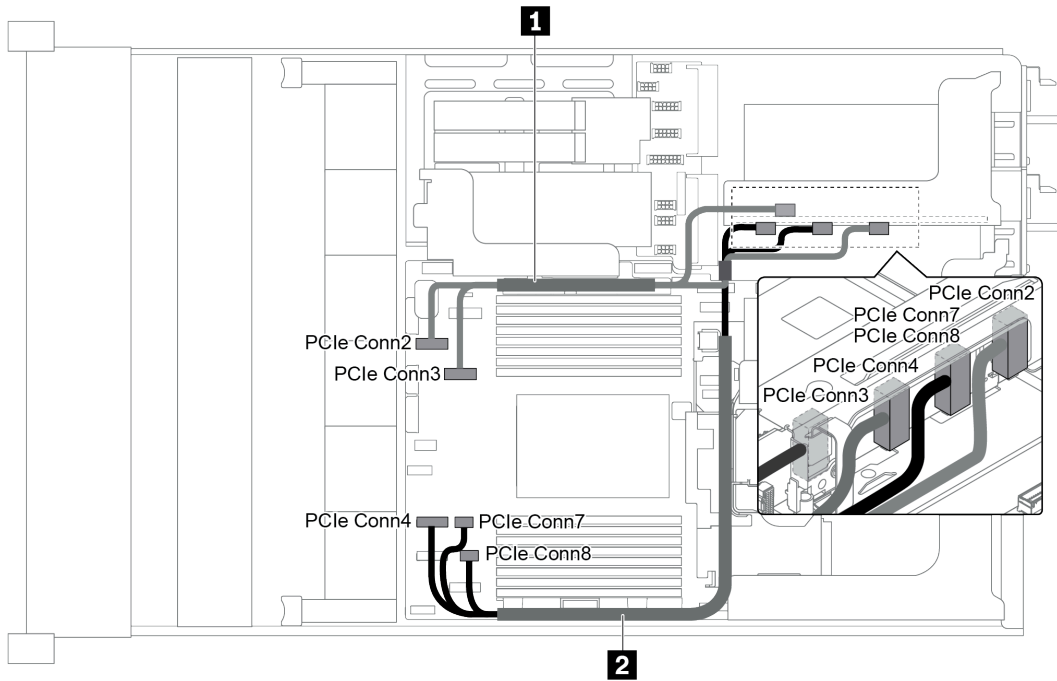 1
PCIe Conn2
PCIe Conn3
PCIe Conn2
PCIe Conn7
PCIe Conn8
PCIe Conn4
PCIe Conn3
PCIe Conn4
PCIe Conn7
PCIe Conn8
2